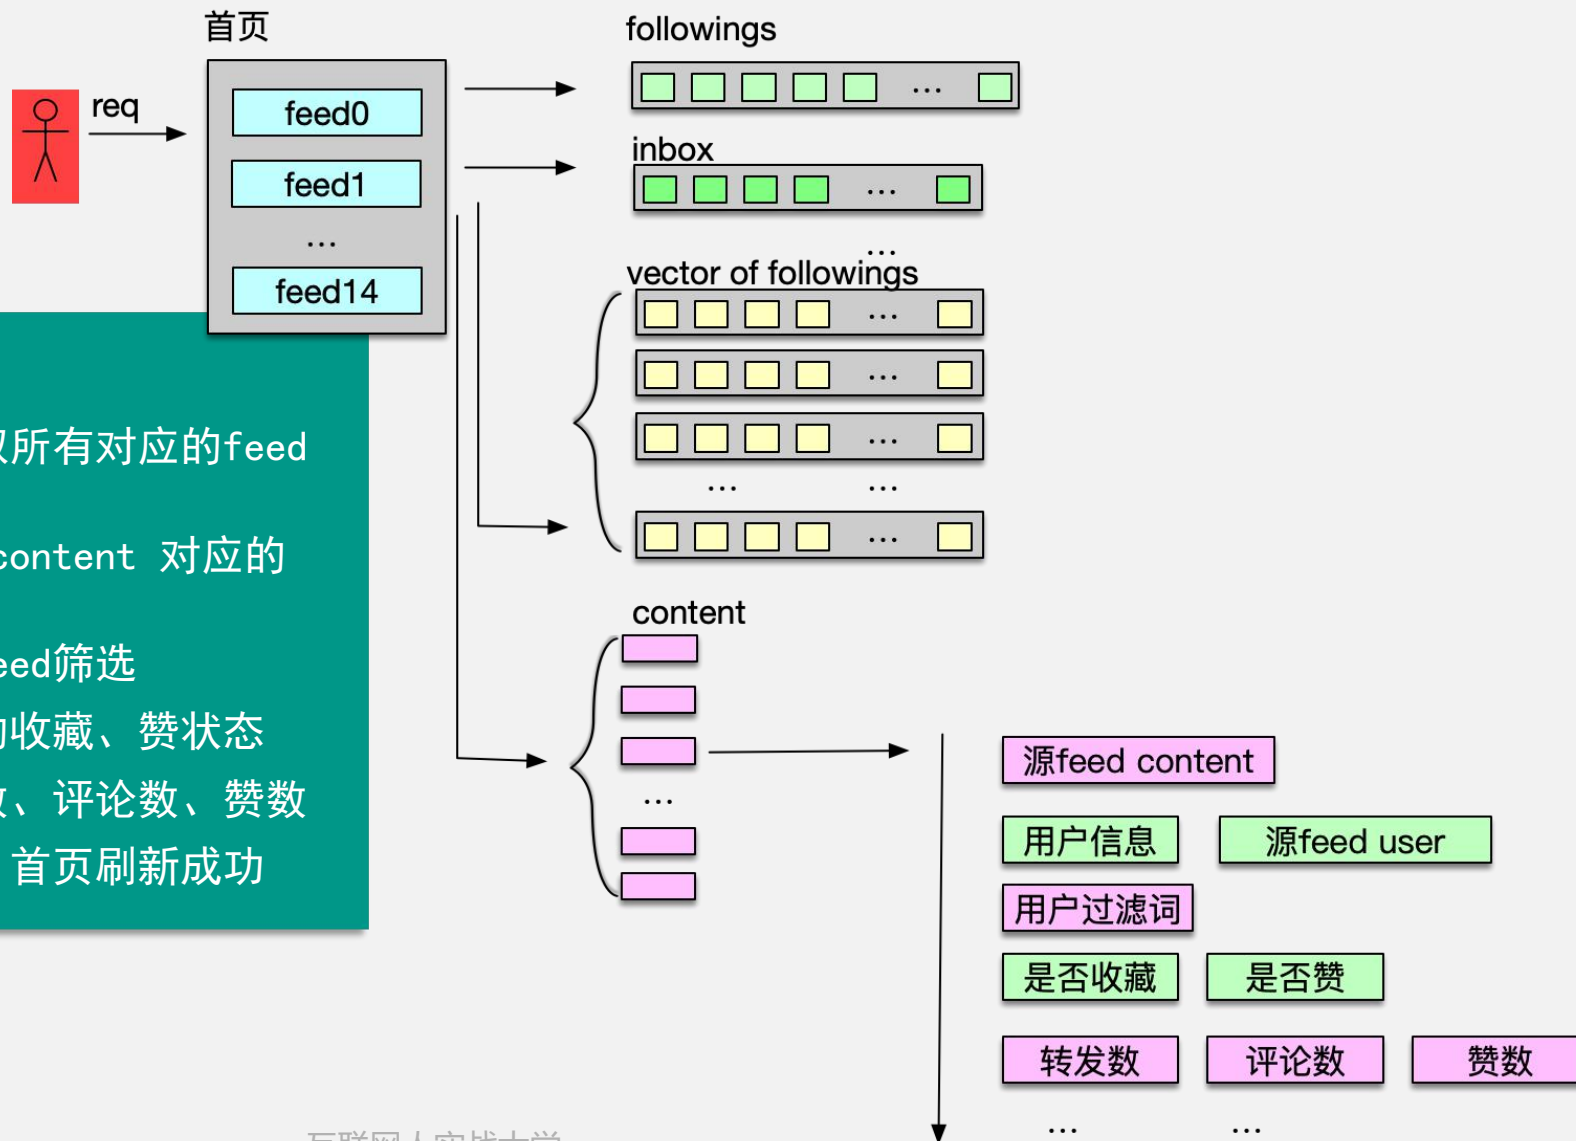 首页
req
feed0
feed1
...
feed14
followings
...
inbox
...
...
vector of followings
...
...
...
... ...
...
所有对应的feed
content 对应的
eed筛选
收藏、赞状态
、评论数、赞数
首页刷新成功
content
...
源feed content
用户信息 源feed user
用户过滤词
是否收藏 是否赞
转发数 评论数 赞数
... ...